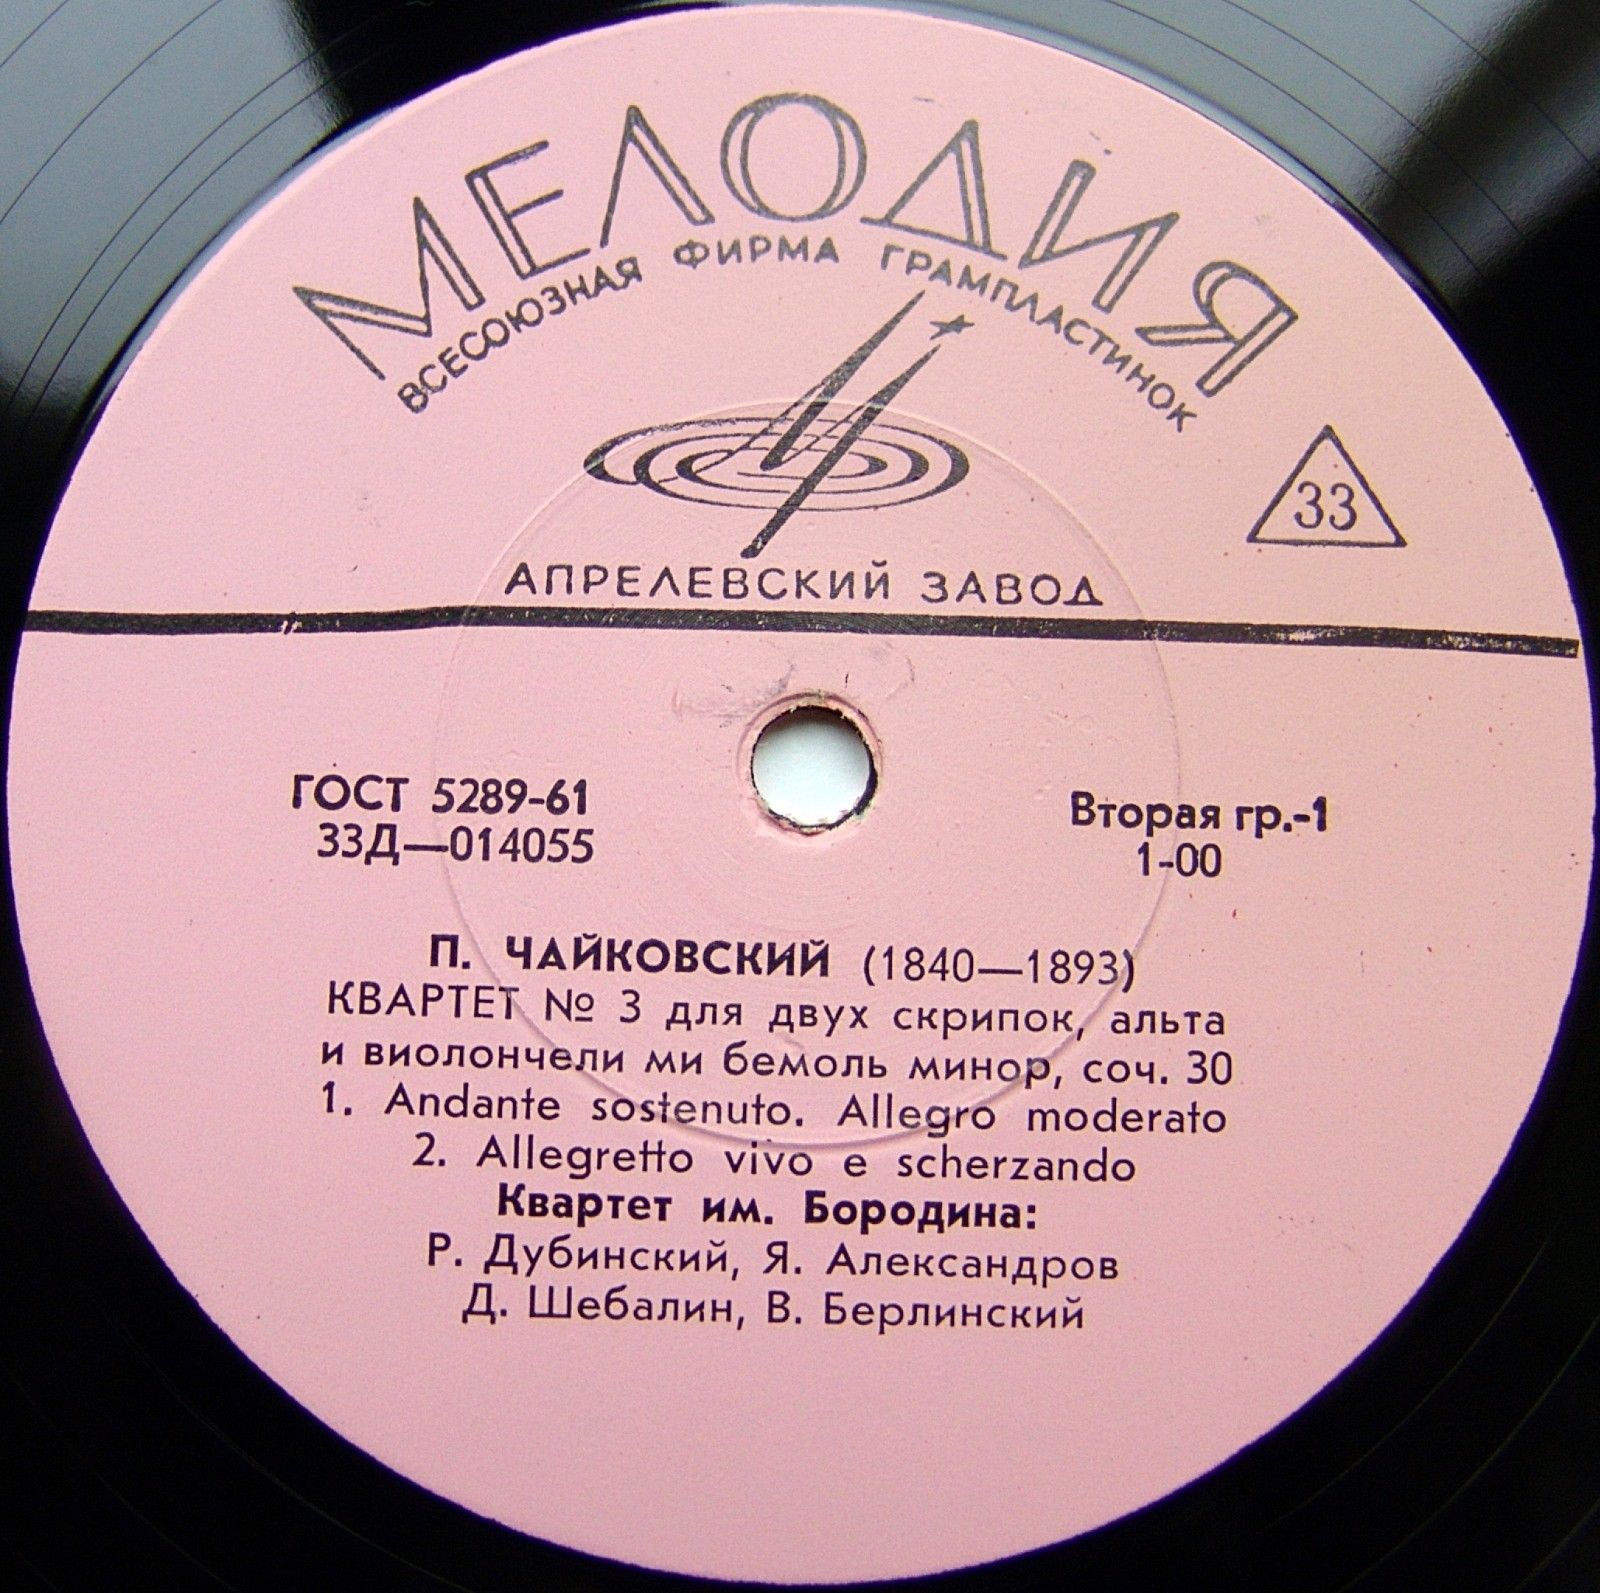 МЕЛОДИЯ
ВСЕСОЮЗНАЯ ФИРМА ГРАМПЛАСТИНОК
33
АПРЕЛЕВСКИЙ ЗАВОД
ГОСТ 5289-61
33Д—014055
Вторая гр.-1
1-00
П. ЧАЙКОВСКИЙ (1840—1893)
КВАРТЕТ № 3 для двух скрипок, альта
и виолончели ми бемоль минор, соч. 30
1. Andante sostenuto. Allegro moderato
2. Allegretto vivo e scherzando
Квартет им. Бородина:
Р. Дубинский, Я. Александров
Д. Шебалин, В. Берлинский